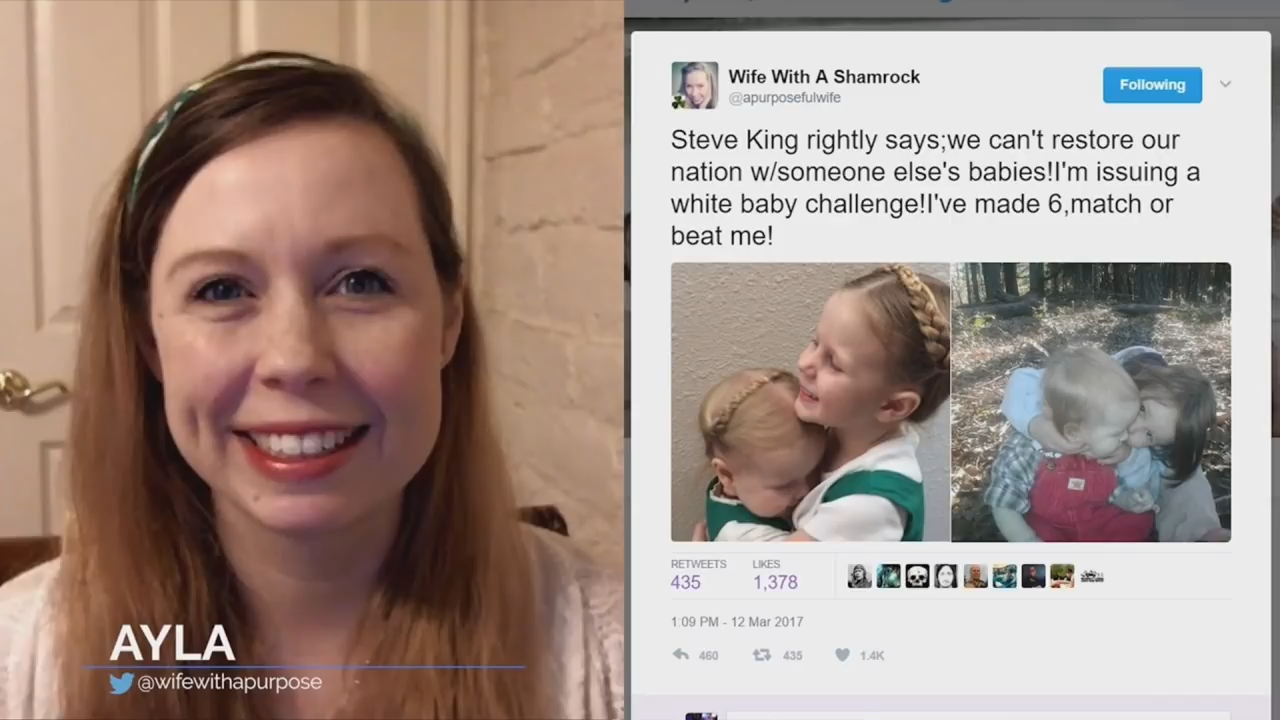 AYLA
@wifewithapurpose
Wife With A Shamrock
@apurposefulwife
Following
Steve King rightly says;we can't restore our
nation w/someone else's babies!I'm issuing a
white baby challenge!I've made 6,match or
beat me!
RETWEETS
435
LIKES
1,378
1:09 PM - 12 Mar 2017
460
435
1.4K